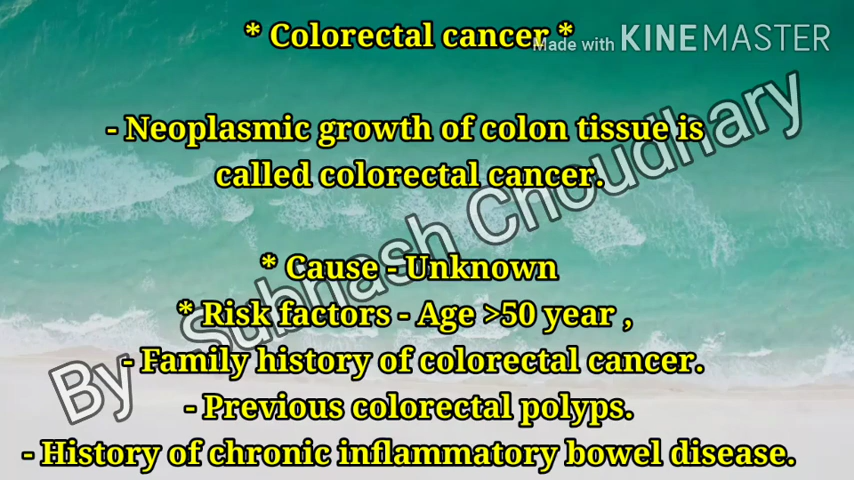 * Colorectal cancer *
Made with KINEMASTER
- Neoplasmic growth of colon tissue is
called colorectal cancer.
By Subhash Choudhary
* Cause - Unknown
* Risk factors - Age >50 year ,
- Family history of colorectal cancer.
- Previous colorectal polyps.
- History of chronic inflammatory bowel disease.